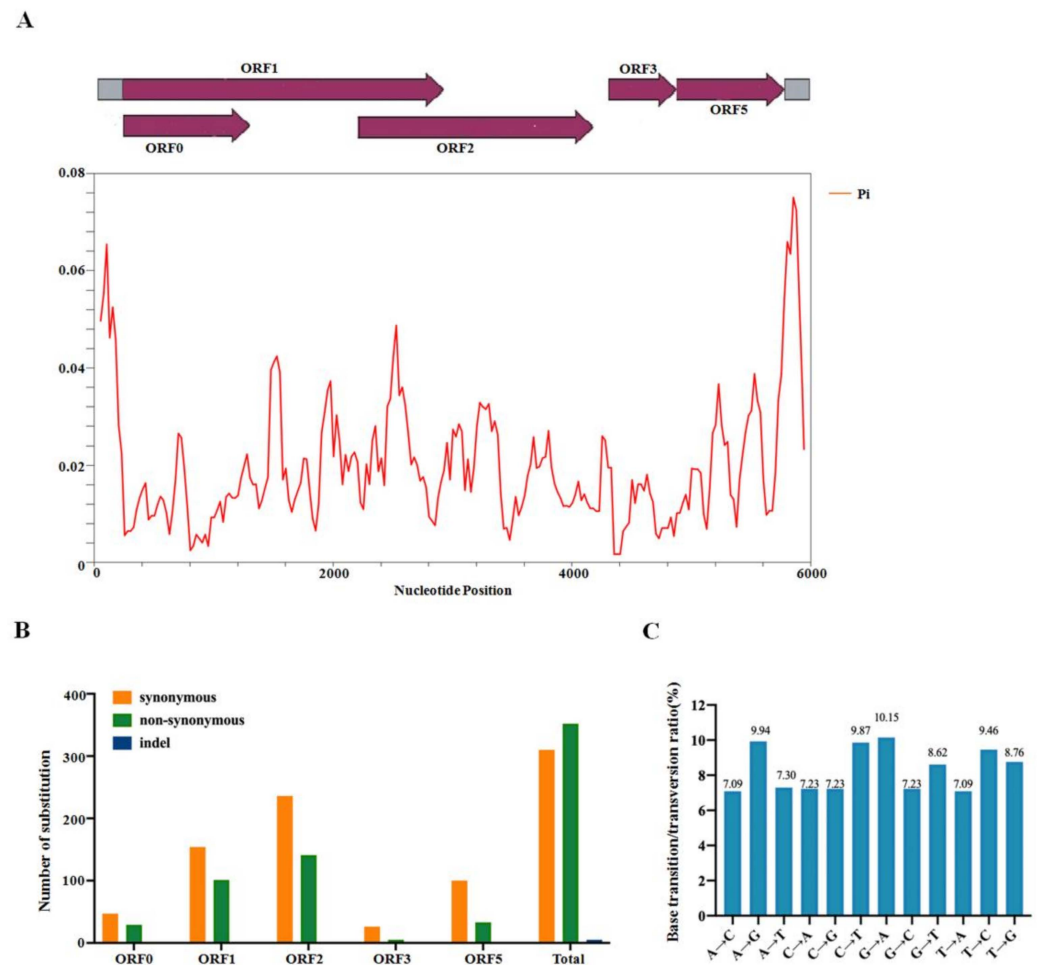 A
ORF1
ORF3
ORF5
ORF0
ORF2
0.08
Pi
0.06
0.04
0.02
0
0 2000 4000 6000
Nucleotide Position
B
C
synonymous
non-synonymous
indel
400
300
200
100
0
Number of substitution
ORF0 ORF1 ORF2 ORF3 ORF5 Total
Base transition/transversion ratio(%)
12
10
8
6
4
2
0
7.09 9.94 7.30 7.23 7.23 9.87 10.15 7.23 8.62 7.09 9.46 8.76
A→C A→G A→T C→A C→G C→T G→A G→C G→T T→A T→C T→G